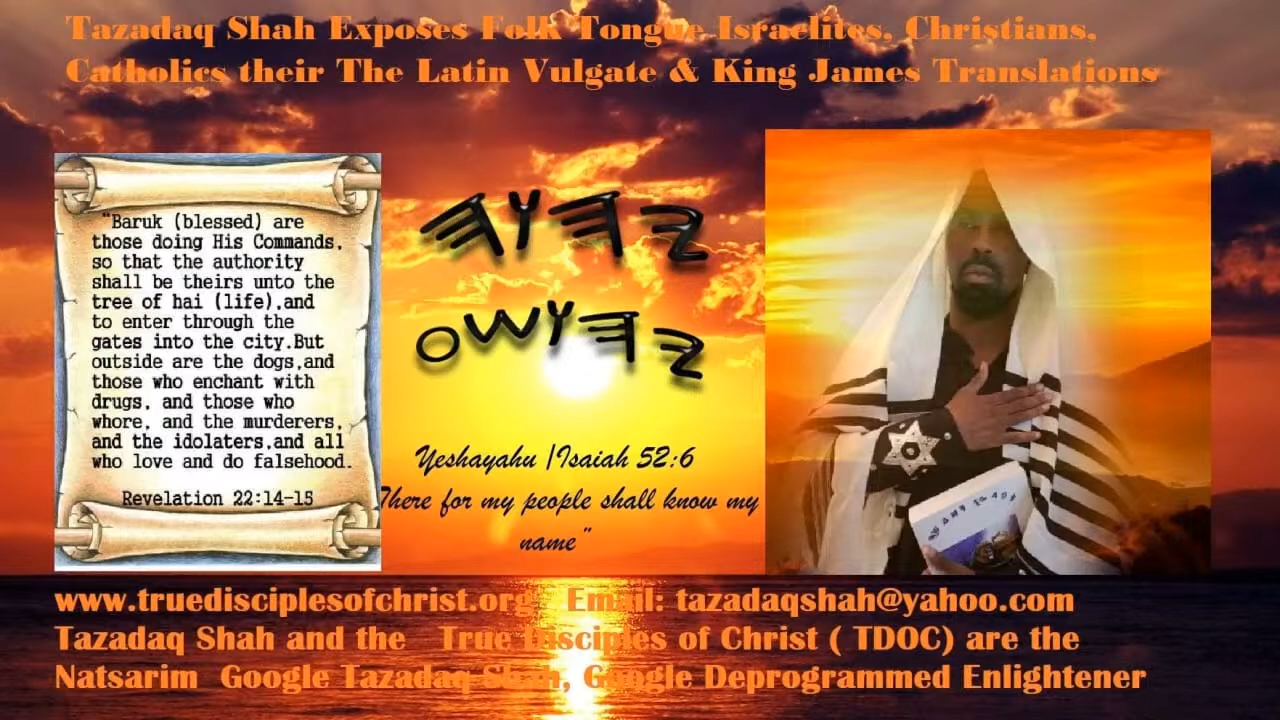 Tazadaq Shah Exposes Folk Tongue Israelites, Christians,
Catholics their The Latin Vulgate & King James Translations
"Baruk (blessed) are
those doing His Commands,
so that the authority
shall be theirs unto the
tree of hai (life),and
to enter through the
gates into the city.But
outside are the dogs,and
those who enchant with
drugs, and those who
whore, and the murderers,
and the idolaters,and all
who love and do falsehood.
Revelation 22:14-15
𐤉𐤄𐤅𐤄
𐤉𐤄𐤅𐤔𐤏
Yeshayahu |Isaiah 52:6
There for my people shall know my
name"
www.truedisciplesofchrist.org Email: tazadaqshah@yahoo.com
Tazadaq Shah and the True Disciples of Christ ( TDOC) are the
Natsarim Google Tazadaq Shah, Google Deprogrammed Enlightener